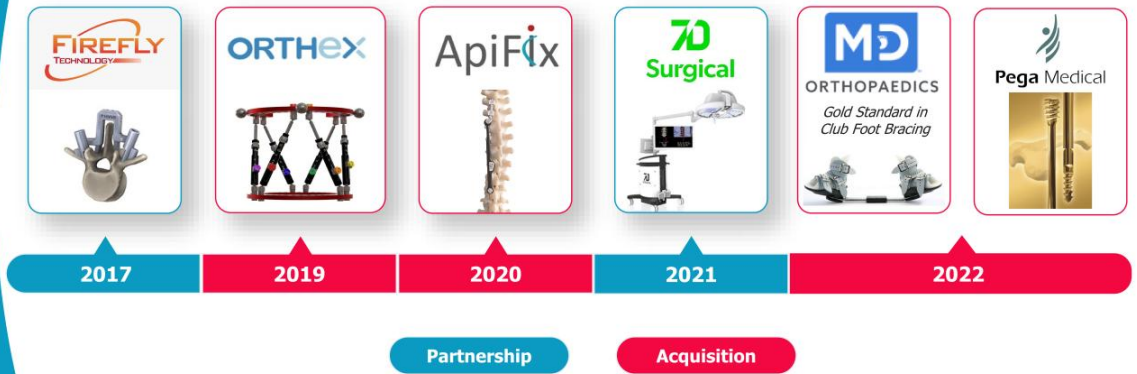 FIREFLY
TECHNOLOGY
ORTHEX
ApiFix
7D
Surgical
MD
ORTHOPAEDICS
Gold Standard in
Club Foot Bracing
Pega Medical
2017
2019
2020
2021
2022
Partnership
Acquisition